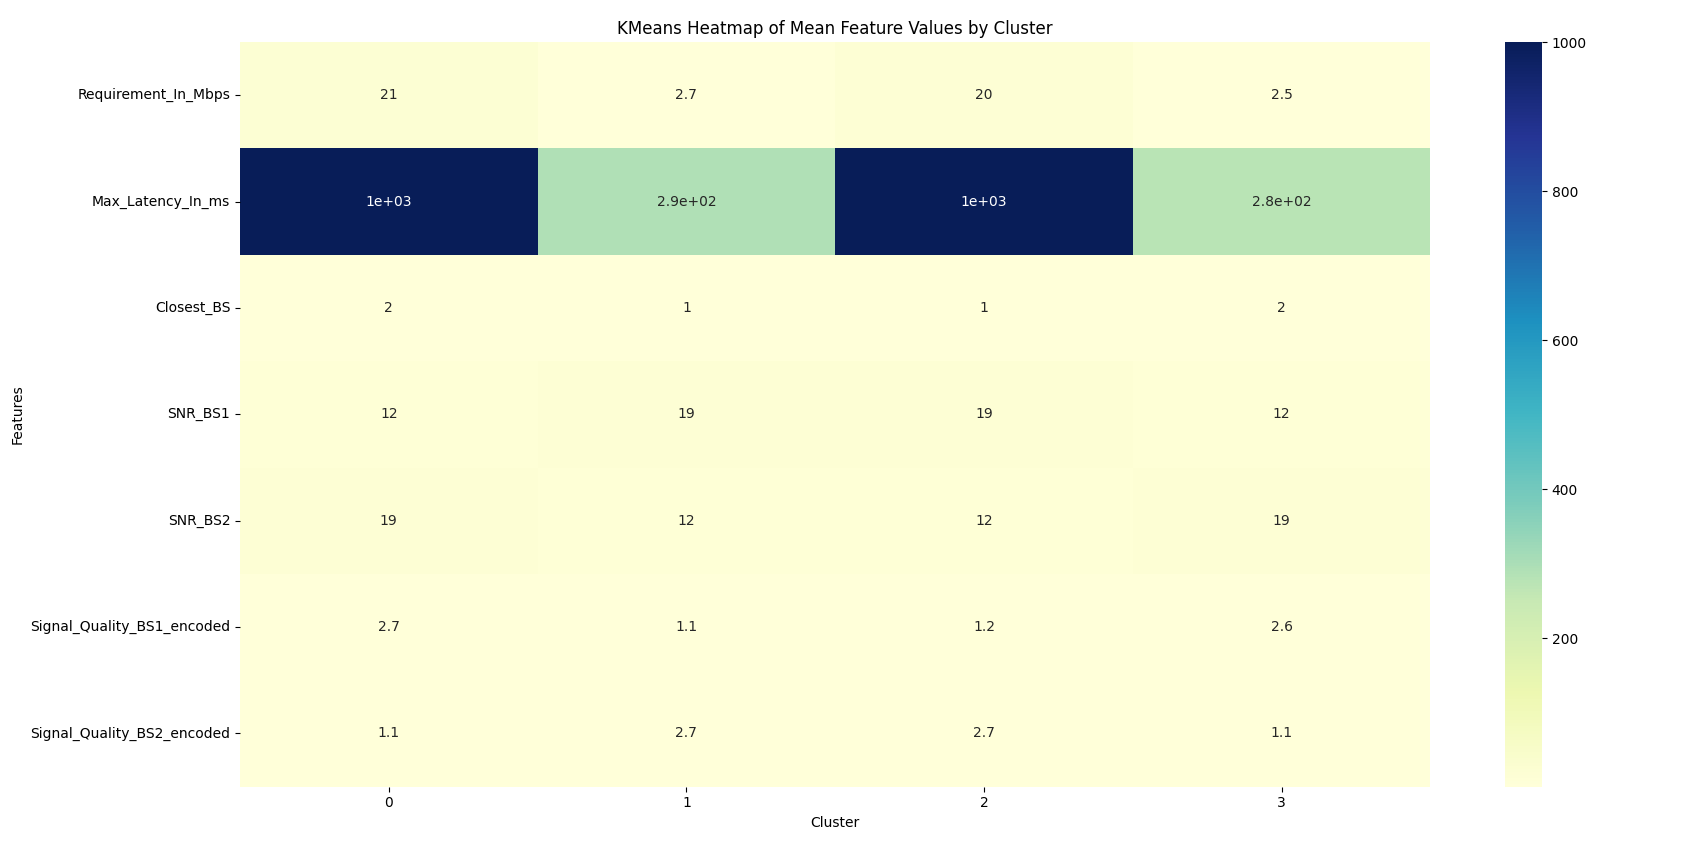 KMeans Heatmap of Mean Feature Values by Cluster
1000
Requirement_In_Mbps 21 2.7 20 2.5
800
Max_Latency_In_ms 1e+03 2.9e+02 1e+03 2.8e+02
Closest_BS 2 1 1 2
600
Features
SNR_BS1 12 19 19 12
400
SNR_BS2 19 12 12 19
Signal_Quality_BS1_encoded 2.7 1.1 1.2 2.6
200
Signal_Quality_BS2_encoded 1.1 2.7 2.7 1.1
0 1 2 3
Cluster